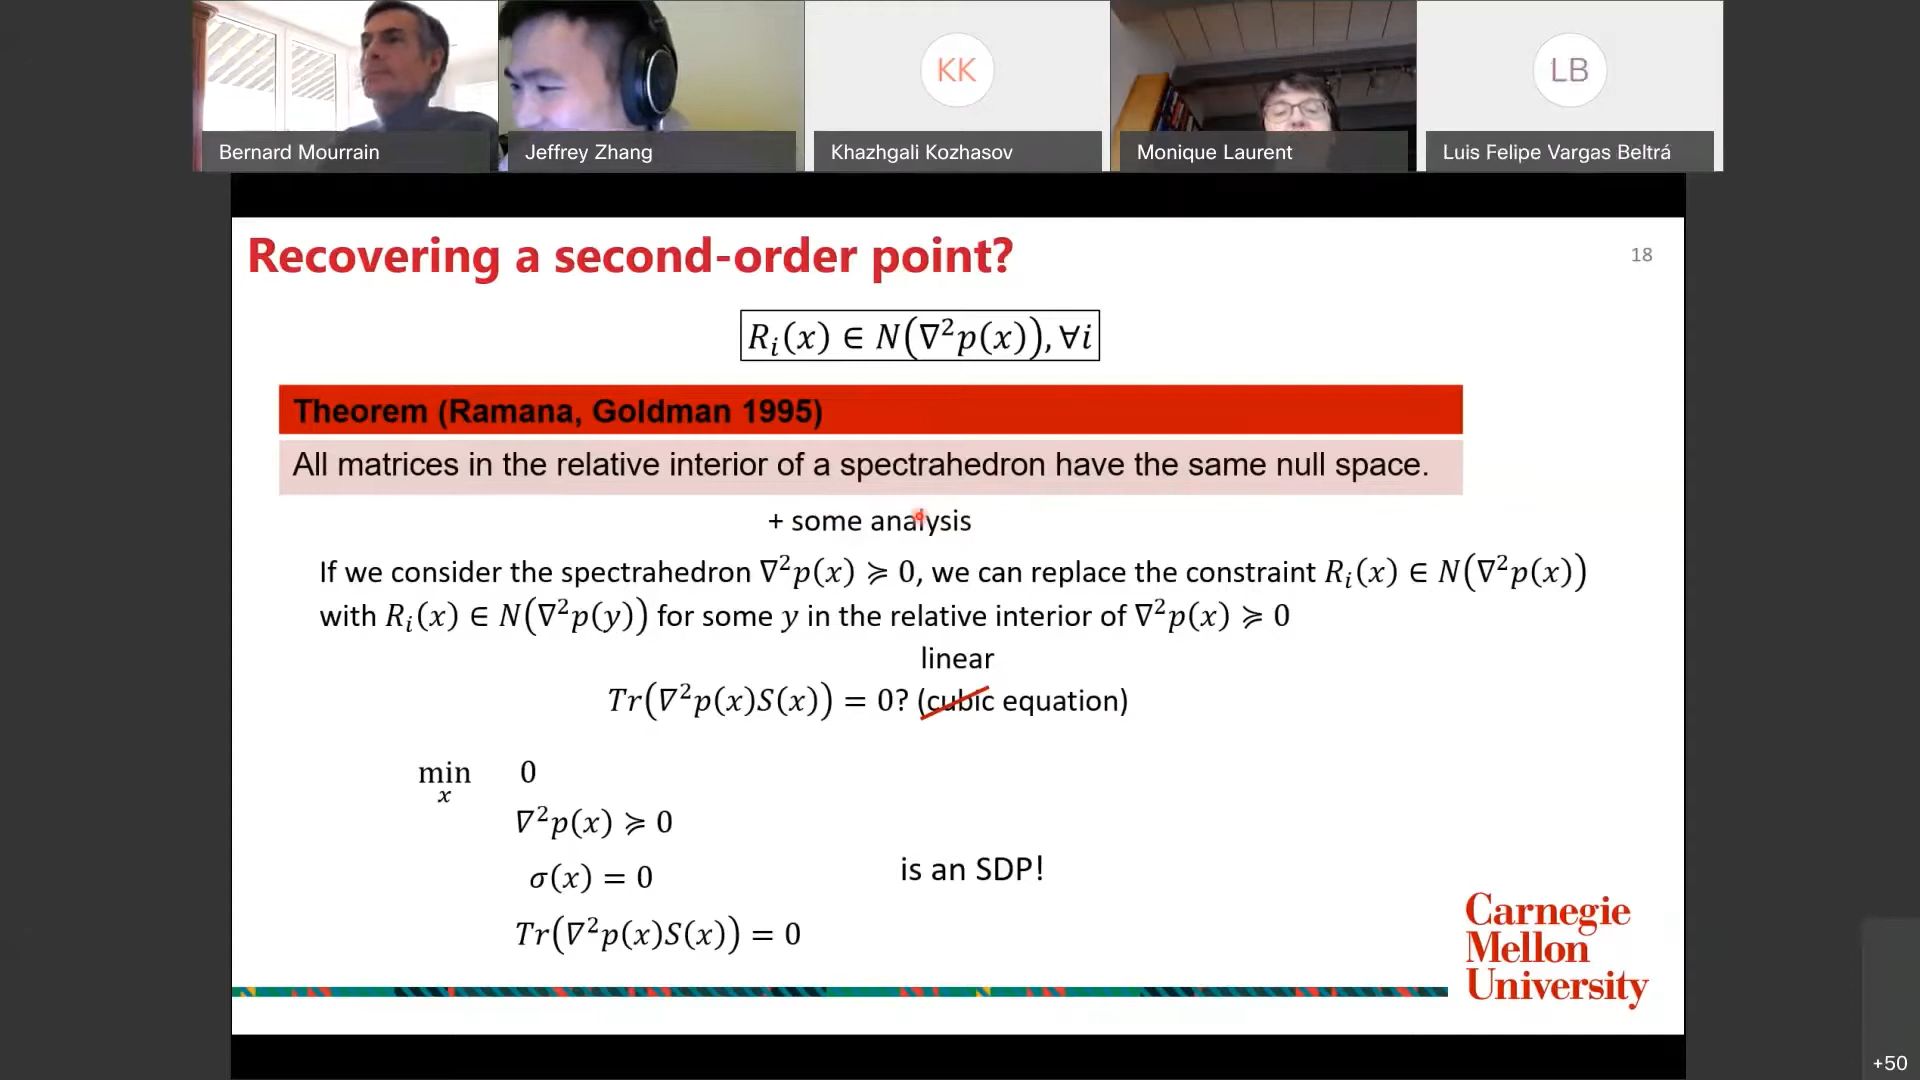 KK
LB
Bernard Mourrain
Jeffrey Zhang
Khazhgali Kozhasov
Monique Laurent
Luis Felipe Vargas Beltrá
Recovering a second-order point?
18
R_i(x) ∈ N(∇²p(x)), ∀i
Theorem (Ramana, Goldman 1995)
All matrices in the relative interior of a spectrahedron have the same null space.
+ some analysis
If we consider the spectrahedron ∇²p(x) ≽ 0, we can replace the constraint R_i(x) ∈ N(∇²p(x))
with R_i(x) ∈ N(∇²p(y)) for some y in the relative interior of ∇²p(x) ≽ 0
linear
Tr(∇²p(x)S(x)) = 0? (cubic equation)
min 0
x
∇²p(x) ≽ 0
σ(x) = 0
is an SDP!
Tr(∇²p(x)S(x)) = 0
Carnegie
Mellon
University
+50